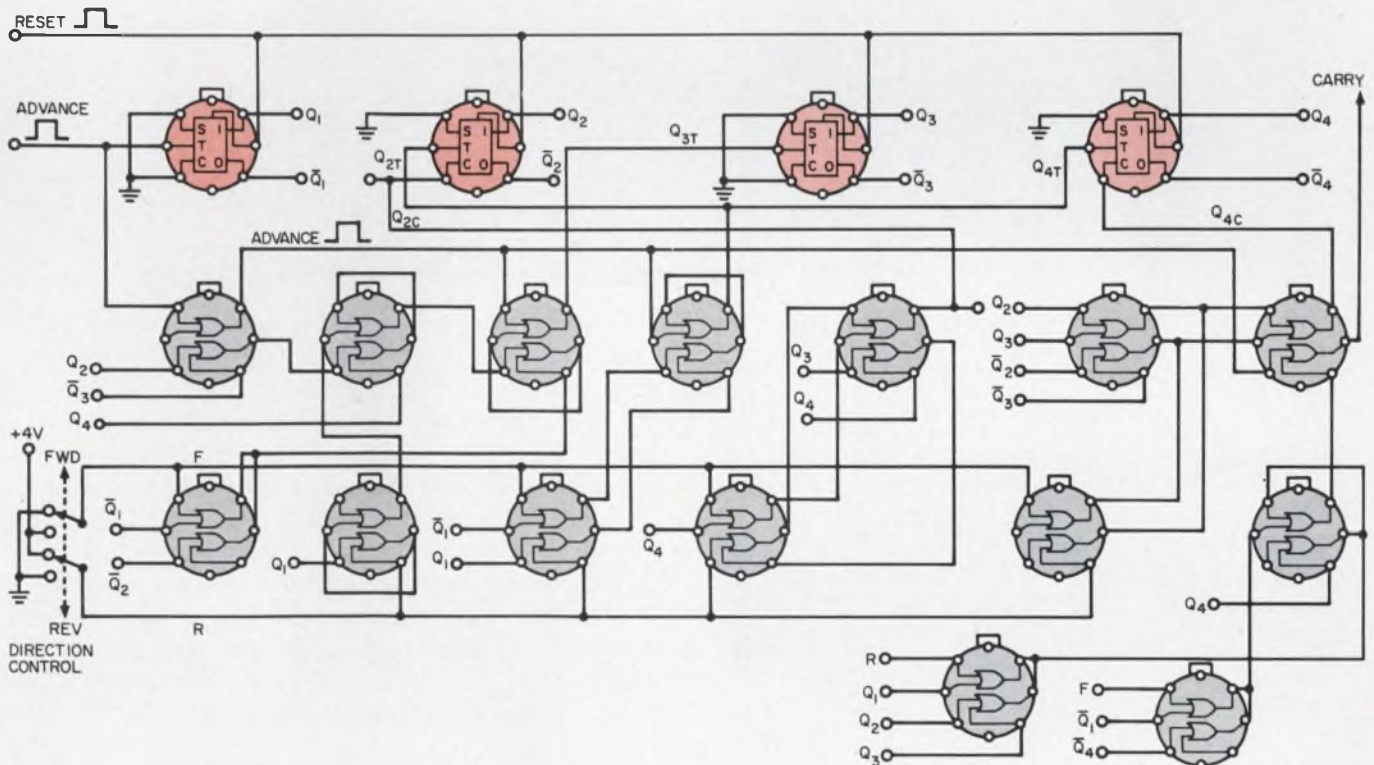 RESET
CARRY
ADVANCE
S I
T
C O
Q1
Q̅1
Q2T
S I
T
C O
Q2
Q̅2
Q2C
Q3T
S I
T
C O
Q3
Q̅3
Q4T
S I
T
C O
Q4
Q̅4
Q4C
ADVANCE
Q2
Q̅3
Q4
Q3
Q4
Q2
Q3
Q̅2
Q̅3
+4V
FWD
F
Q̅1
Q̅2
Q1
Q̅1
Q1
Q4
Q4
REV
R
DIRECTION
CONTROL
R
Q1
Q2
Q3
F
Q̅1
Q̅4